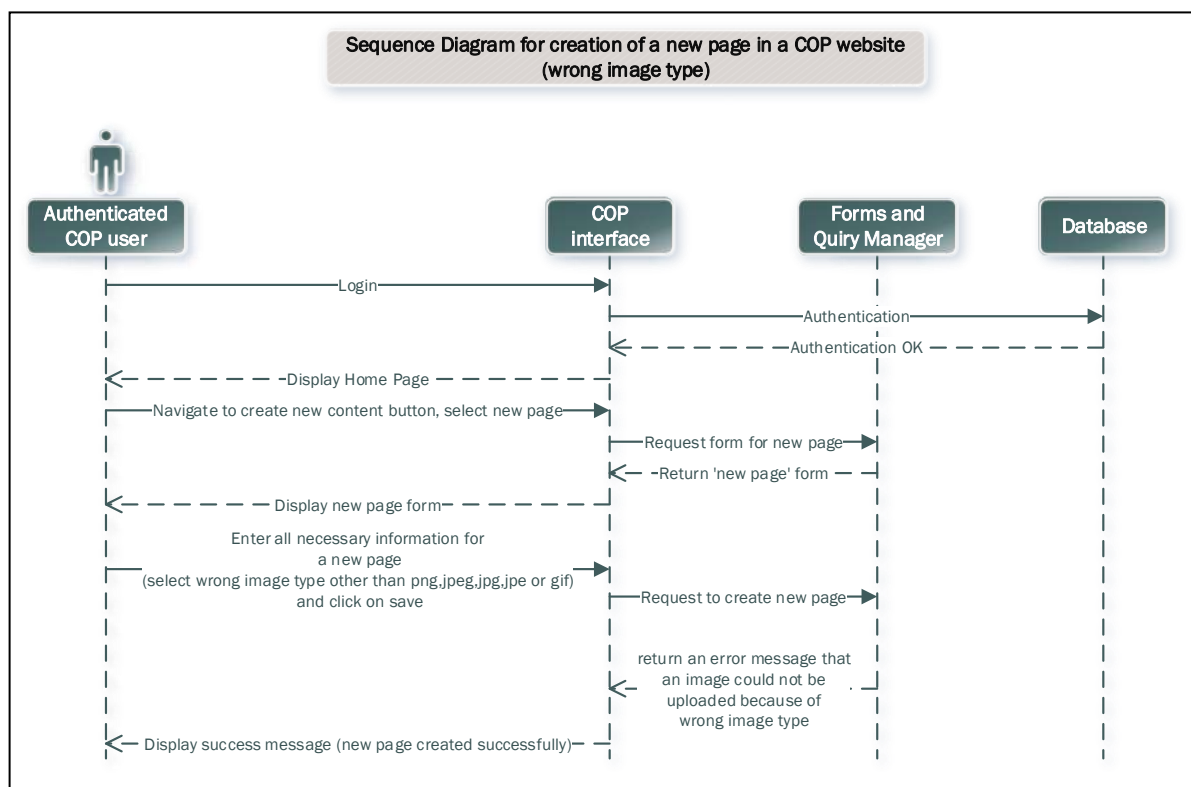 Sequence Diagram for creation of a new page in a COP website
(wrong image type)
Authenticated
COP user
COP
interface
Forms and
Quiry Manager
Database
Login
Authentication
Authentication OK
Display Home Page
Navigate to create new content button, select new page
Request form for new page
Return 'new page' form
Display new page form
Enter all necessary information for
a new page
(select wrong image type other than png,jpeg,jpg,jpe or gif)
and click on save
Request to create new page
return an error message that
an image could not be
uploaded because of
wrong image type
Display success message (new page created successfully)